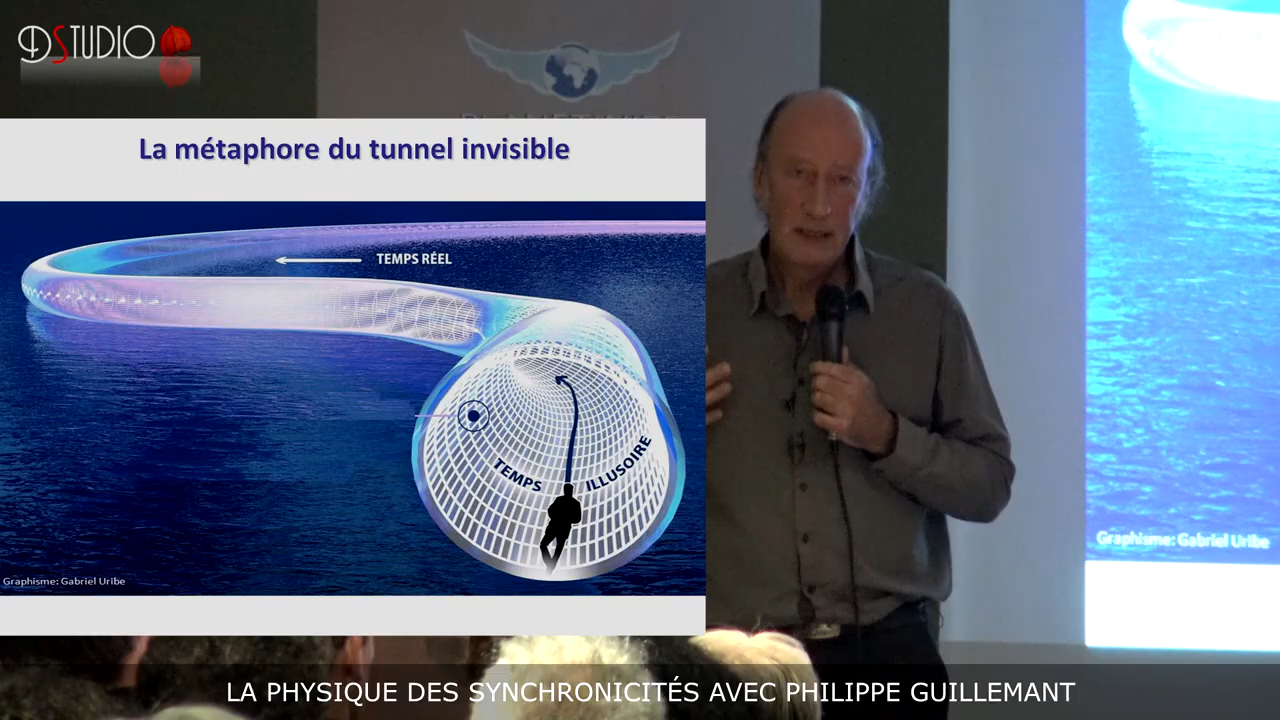 DSTUDIO
La métaphore du tunnel invisible
TEMPS RÉEL
TEMPS ILLUSOIRE
Graphisme: Gabriel Uribe
Graphisme: Gabriel Uribe
LA PHYSIQUE DES SYNCHRONICITÉS AVEC PHILIPPE GUILLEMANT